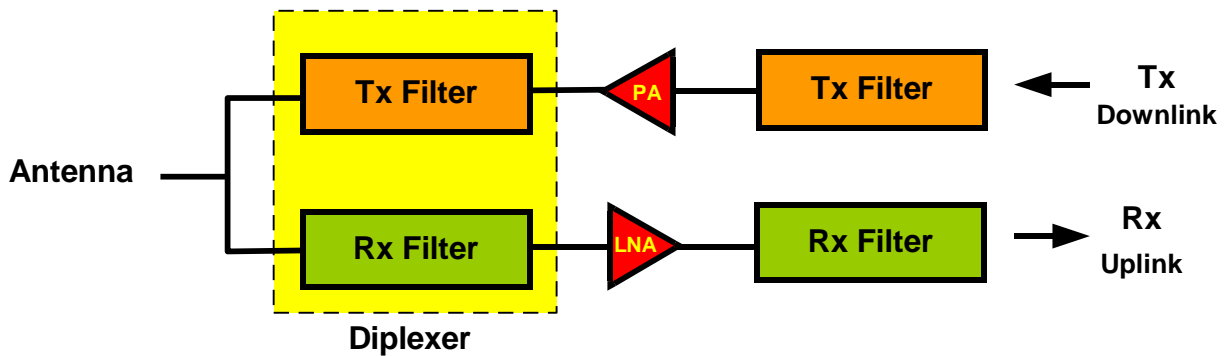 Tx Filter
PA
Tx Filter
Tx
Downlink
Antenna
Rx Filter
LNA
Rx Filter
Rx
Uplink
Diplexer